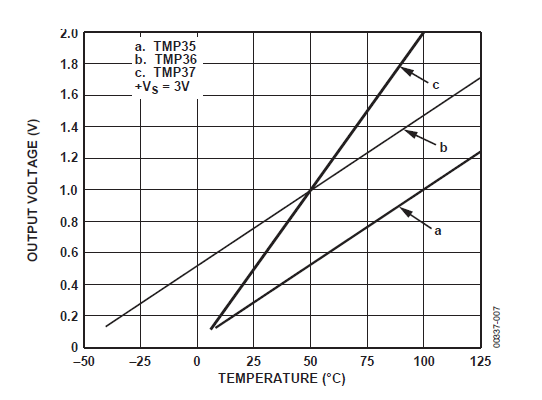 a. TMP35
b. TMP36
c. TMP37
+VS = 3V
2.0
1.8
1.6
1.4
1.2
1.0
0.8
0.6
0.4
0.2
0
OUTPUT VOLTAGE (V)
c
b
a
–50
–25
0
25
50
75
100
125
TEMPERATURE (°C)
00337-007